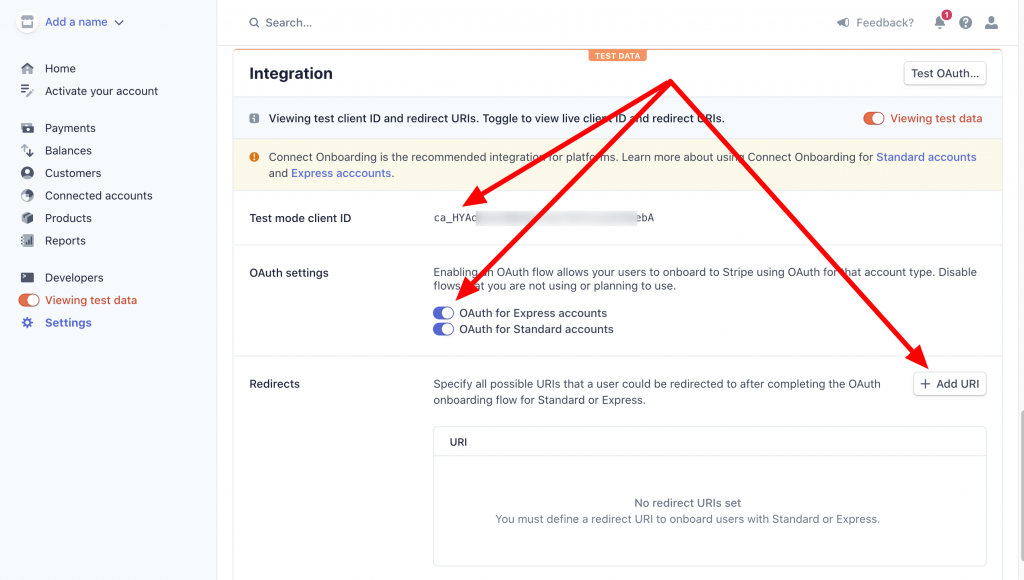 Add a name
Search...
Feedback?
1
Home
Activate your account
Payments
Balances
Customers
Connected accounts
Products
Reports
Developers
Viewing test data
Settings
TEST DATA
Integration
Test OAuth...
Viewing test client ID and redirect URIs. Toggle to view live client ID and redirect URIs.
Viewing test data
Connect Onboarding is the recommended integration for platforms. Learn more about using Connect Onboarding for Standard accounts
and Express acccounts.
Test mode client ID
ca_HYAc
ebA
OAuth settings
Enabling an OAuth flow allows your users to onboard to Stripe using OAuth for that account type. Disable
flows that you are not using or planning to use.
OAuth for Express accounts
OAuth for Standard accounts
Redirects
Specify all possible URIs that a user could be redirected to after completing the OAuth
onboarding flow for Standard or Express.
+ Add URI
URI
No redirect URIs set
You must define a redirect URI to onboard users with Standard or Express.